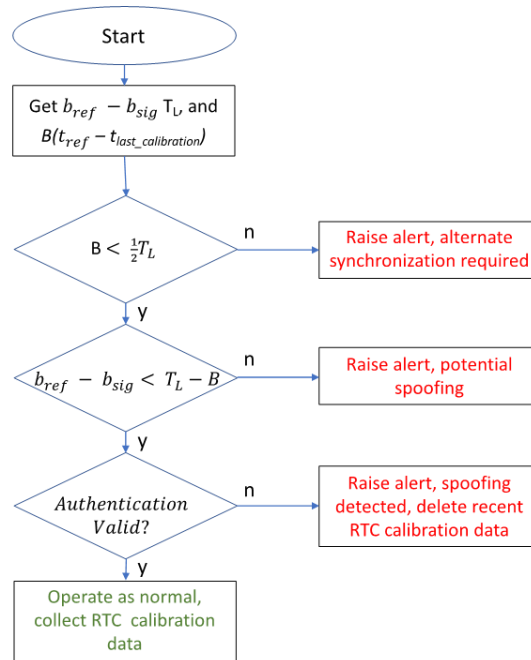 Start
Get b_ref − b_sig T_L, and
B(t_ref − t_last_calibration)
B < ½T_L
n
Raise alert, alternate
synchronization required
y
b_ref − b_sig < T_L − B
n
Raise alert, potential
spoofing
y
Authentication
Valid?
n
Raise alert, spoofing
detected, delete recent
RTC calibration data
y
Operate as normal,
collect RTC calibration
data